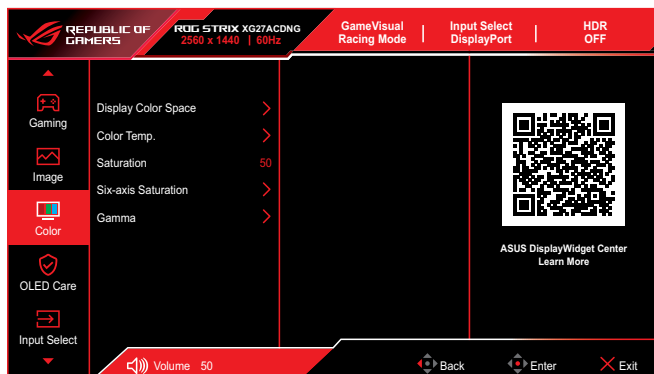 REPUBLIC OF
GAMERS
ROG STRIX XG27ACDNG
2560 x 1440 | 60Hz
GameVisual
Racing Mode
Input Select
DisplayPort
HDR
OFF
Gaming
Image
Color
OLED Care
Input Select
Display Color Space
Color Temp.
Saturation 50
Six-axis Saturation
Gamma
ASUS DisplayWidget Center
Learn More
Volume 50
Back
Enter
Exit